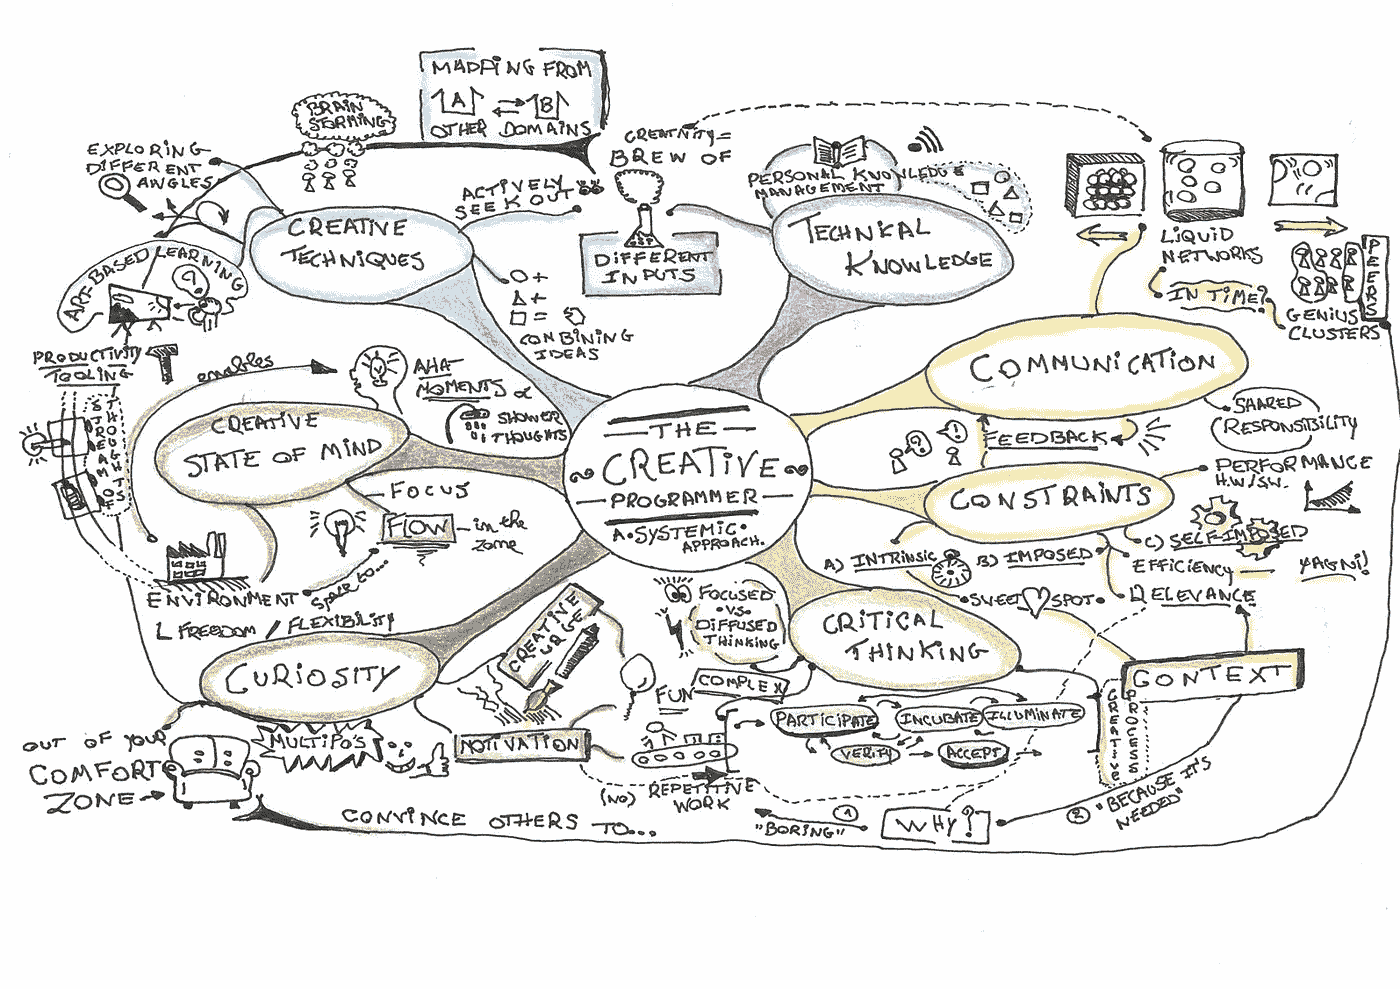 MAPPING FROM
A B
OTHER DOMAINS
BRAIN
STORMING
EXPLORING
DIFFERENT
ANGLES
CREATIVITY =
BREW OF
DIFFERENT
INPUTS
ACTIVELY
SEEK OUT
PERSONAL KNOWLEDGE
MANAGEMENT
CREATIVE
TECHNIQUES
TECHNICAL
KNOWLEDGE
LIQUID
NETWORKS
IN TIME?
PEERS
GENIUS
CLUSTERS
ART-BASED LEARNING
+
+
=
COMBINING
IDEAS
PRODUCTIVITY
TOOLING
STREAM OF
THOUGHTS
enables
AHA-
MOMENTS
SHOWER
THOUGHTS
COMMUNICATION
SHARED
RESPONSIBILITY
FEEDBACK
? !
CREATIVE
STATE OF MIND
THE
CREATIVE
PROGRAMMER
A • SYSTEMIC •
APPROACH.
FOCUS
FLOW
in the
zone
CONSTRAINTS
PERFORMANCE
H.W./SW.
A) INTRINSIC
B) IMPOSED
C) SELF-IMPOSED
EFFICIENCY
YAGNI!
SWEET SPOT
RELEVANCE
ENVIRONMENT
space to...
FREEDOM / FLEXIBILITY
CURIOSITY
CREATIVE
URGE
FOCUSED
• VS •
DIFFUSED
THINKING
CRITICAL
THINKING
COMPLEX
CONTEXT
FUN
MOTIVATION
MULTIPO'S
OUT OF YOUR
COMFORT
ZONE
PARTICIPATE
INCUBATE
ILLUMINATE
VERIFY
ACCEPT
CREATIVE
PROCESS
(NO) REPETITIVE
WORK
CONVINCE OTHERS TO...
1
"BORING"
WHY?
2 "BECAUSE IT'S
NEEDED"